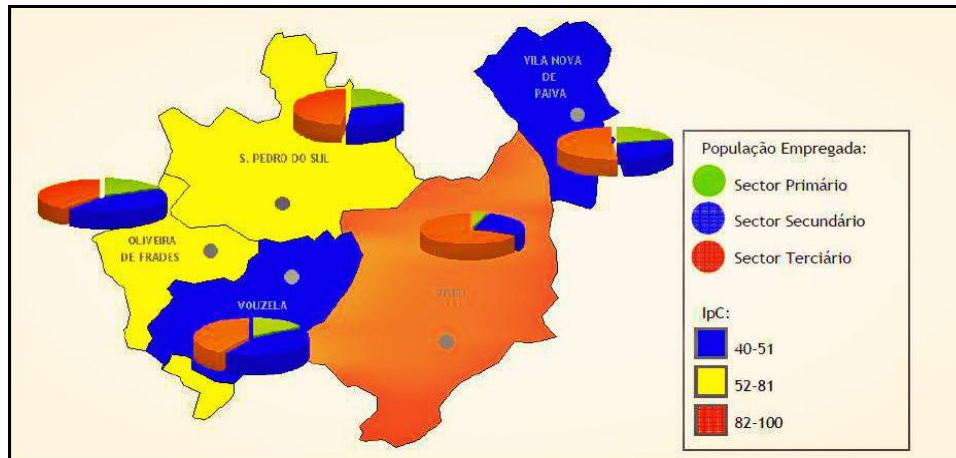 VILA NOVA
DE
PAIVA
S. PEDRO DO SUL
OLIVEIRA
DE FRADES
VOUZELA
VISEU
População Empregada:
Sector Primário
Sector Secundário
Sector Terciário
IpC:
40-51
52-81
82-100